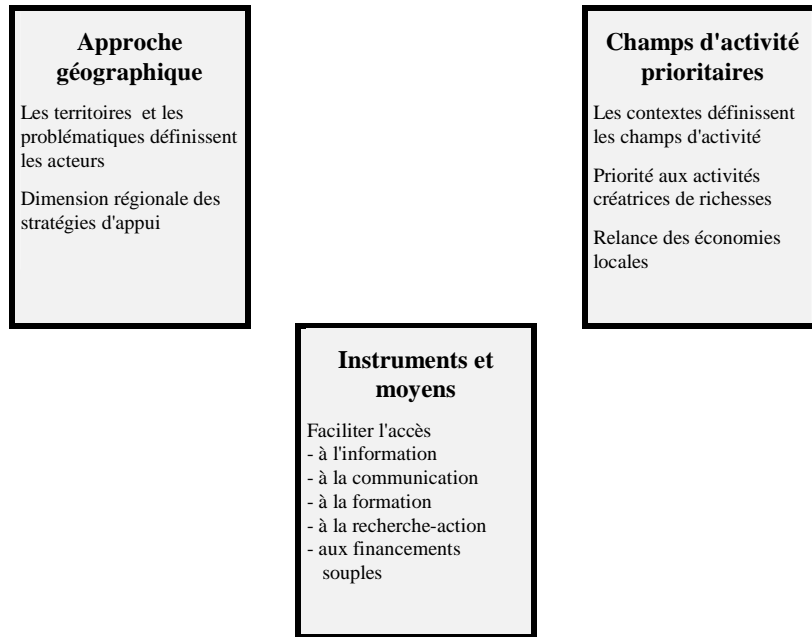 Approche
géographique
Les territoires et les
problématiques définissent
les acteurs
Dimension régionale des
stratégies d'appui
Champs d'activité
prioritaires
Les contextes définissent
les champs d'activité
Priorité aux activités
créatrices de richesses
Relance des économies
locales
Instruments et
moyens
Faciliter l'accès
- à l'information
- à la communication
- à la formation
- à la recherche-action
- aux financements
souples